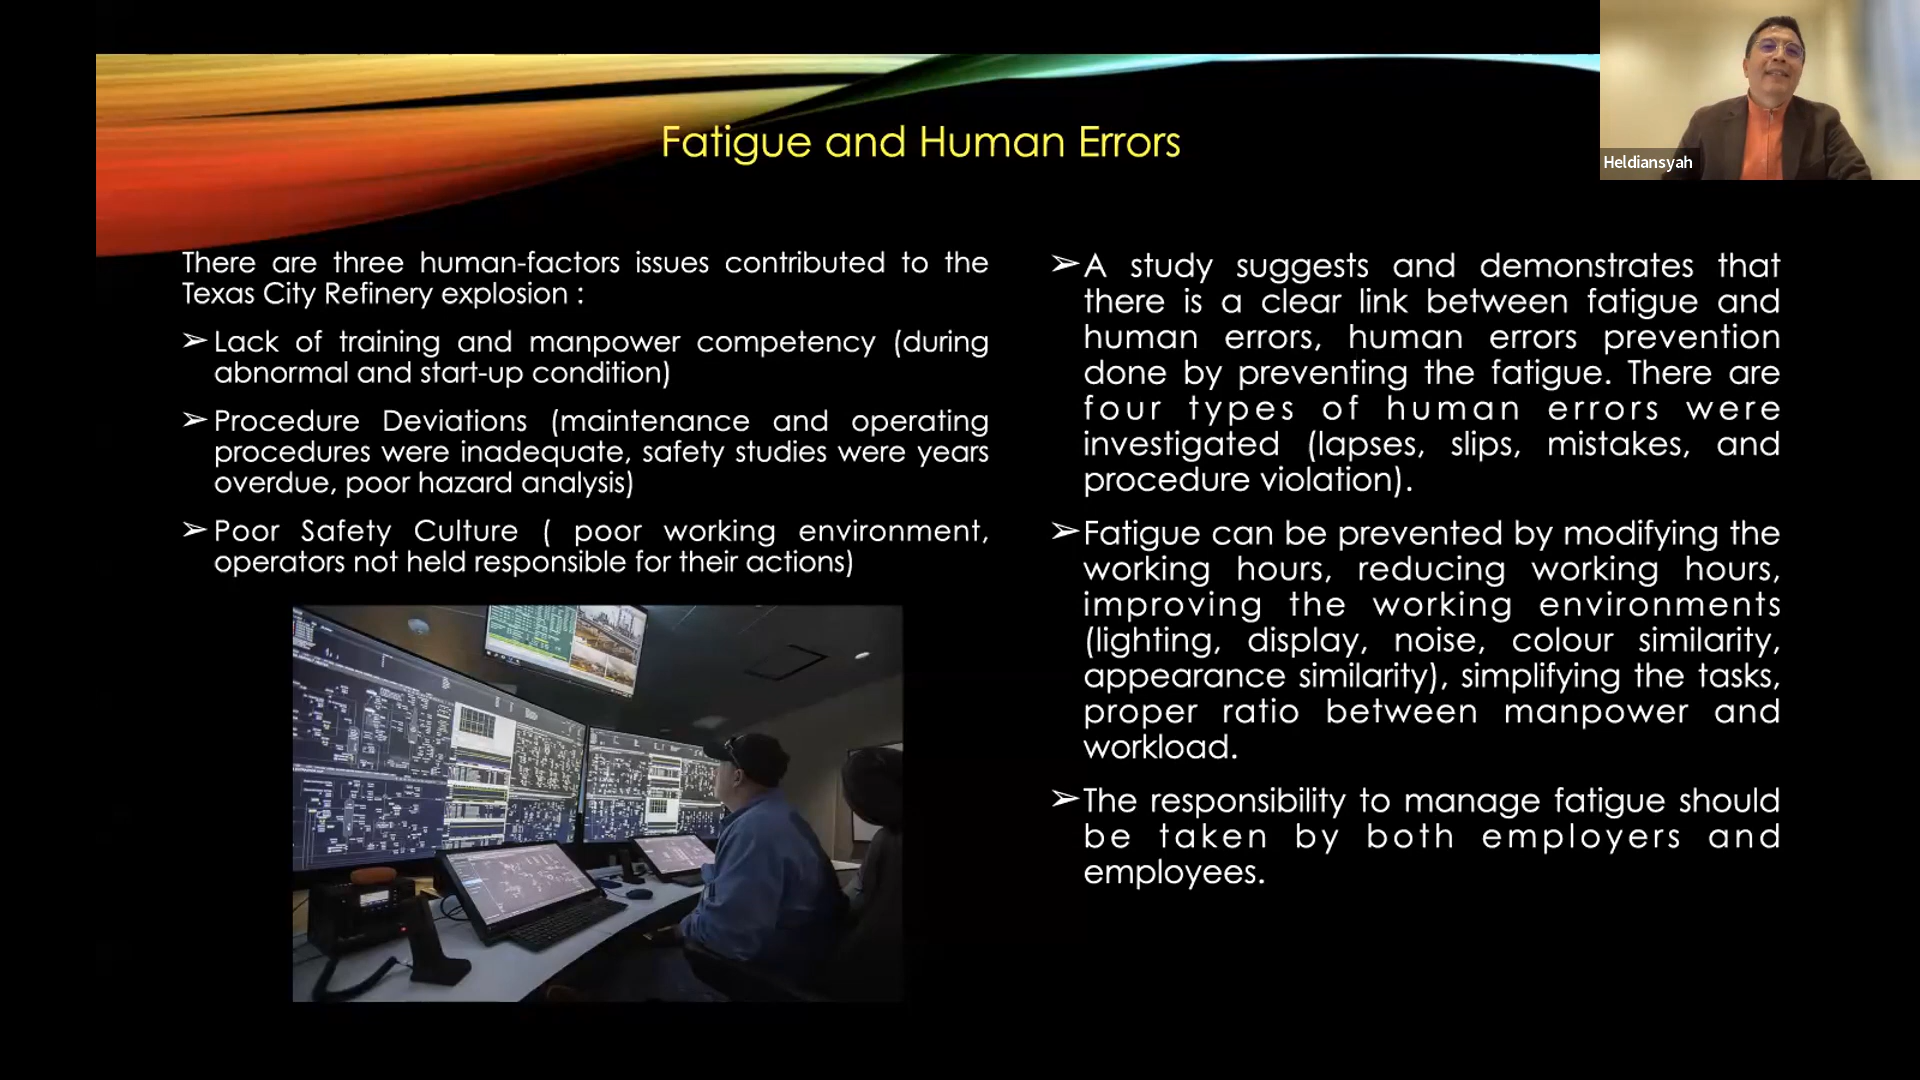 Fatigue and Human Errors
Heldiansyah
There are three human-factors issues contributed to the
Texas City Refinery explosion :
➢Lack of training and manpower competency (during
abnormal and start-up condition)
➢Procedure Deviations (maintenance and operating
procedures were inadequate, safety studies were years
overdue, poor hazard analysis)
➢Poor Safety Culture ( poor working environment,
operators not held responsible for their actions)
➢A study suggests and demonstrates that
there is a clear link between fatigue and
human errors, human errors prevention
done by preventing the fatigue. There are
four types of human errors were
investigated (lapses, slips, mistakes, and
procedure violation).
➢Fatigue can be prevented by modifying the
working hours, reducing working hours,
improving the working environments
(lighting, display, noise, colour similarity,
appearance similarity), simplifying the tasks,
proper ratio between manpower and
workload.
➢The responsibility to manage fatigue should
be taken by both employers and
employees.